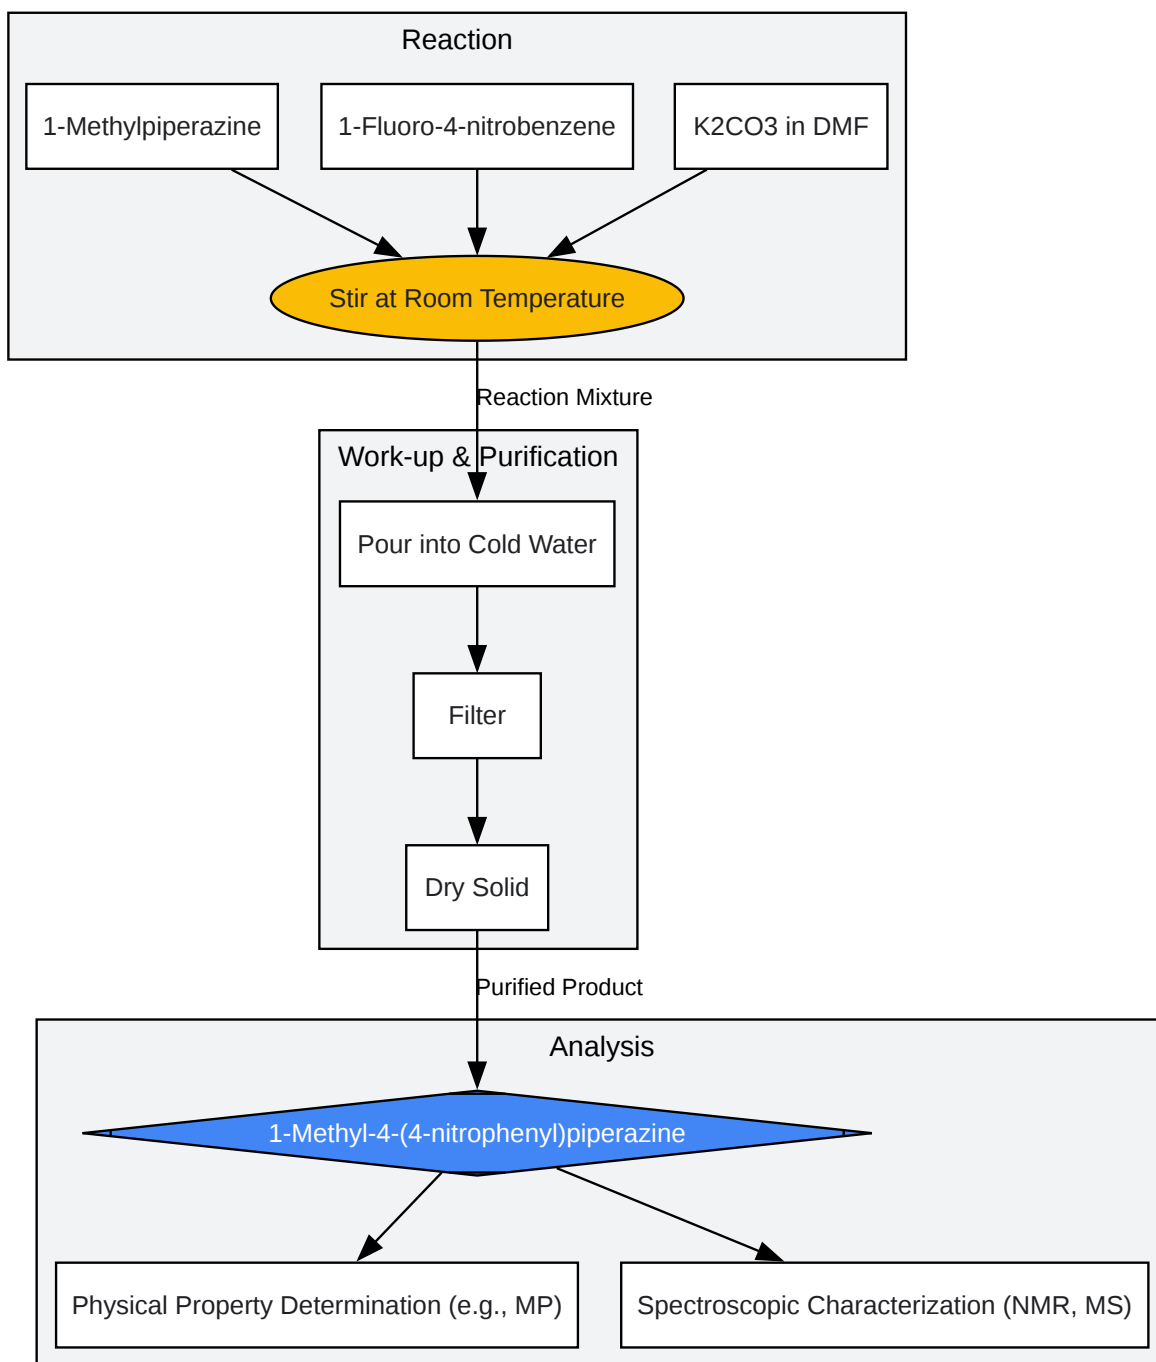 Reaction
1-Methylpiperazine
1-Fluoro-4-nitrobenzene
K2CO3 in DMF
Stir at Room Temperature
Reaction Mixture
Work-up & Purification
Pour into Cold Water
Filter
Dry Solid
Purified Product
Analysis
1-Methyl-4-(4-nitrophenyl)piperazine
Physical Property Determination (e.g., MP)
Spectroscopic Characterization (NMR, MS)